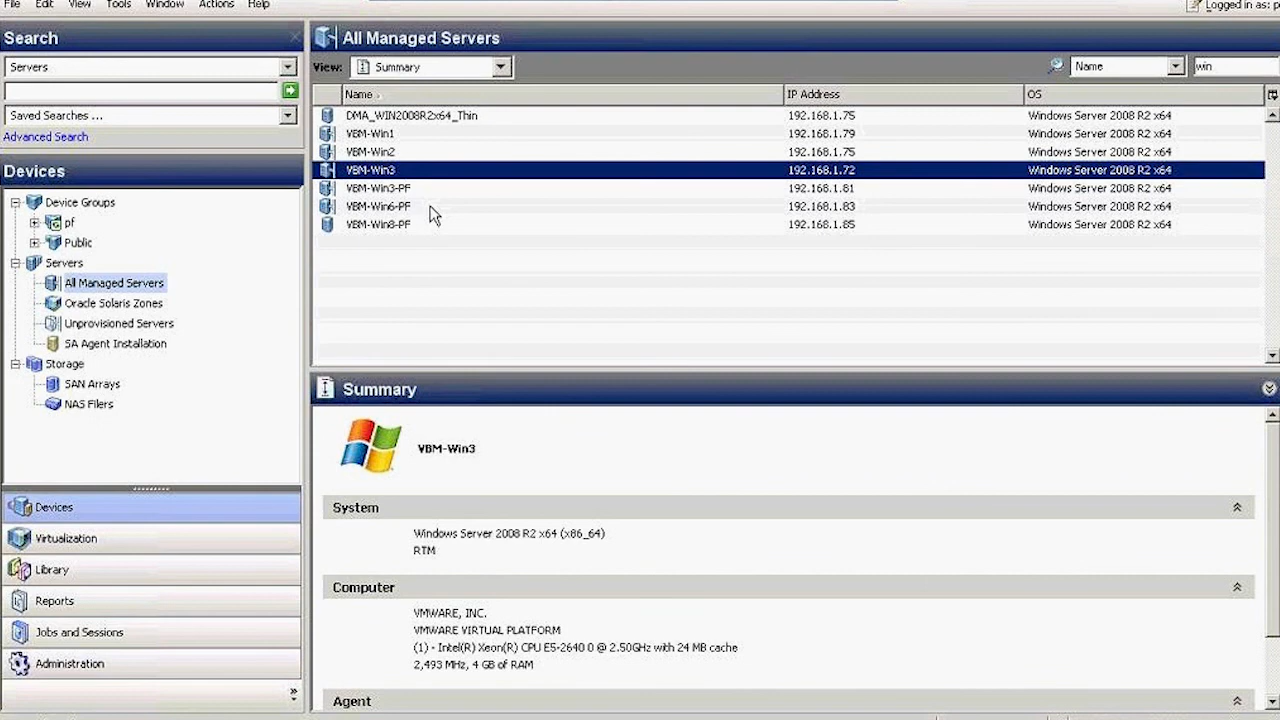 File Edit View Tools Window Actions Help
Logged in as: p
Search
Servers
Saved Searches ...
Advanced Search
Devices
Device Groups
pf
Public
Servers
All Managed Servers
Oracle Solaris Zones
Unprovisioned Servers
SA Agent Installation
Storage
SAN Arrays
NAS Filers
Devices
Virtualization
Library
Reports
Jobs and Sessions
Administration
All Managed Servers
View: Summary Name win
Name IP Address OS
DMA_WIN2008R2x64_Thin 192.168.1.75 Windows Server 2008 R2 x64
VBM-Win1 192.168.1.79 Windows Server 2008 R2 x64
VBM-Win2 192.168.1.75 Windows Server 2008 R2 x64
VBM-Win3 192.168.1.72 Windows Server 2008 R2 x64
VBM-Win3-PF 192.168.1.81 Windows Server 2008 R2 x64
VBM-Win6-PF 192.168.1.83 Windows Server 2008 R2 x64
VBM-Win8-PF 192.168.1.85 Windows Server 2008 R2 x64
Summary
VBM-Win3
System
Windows Server 2008 R2 x64 (x86_64)
RTM
Computer
VMWARE, INC.
VMWARE VIRTUAL PLATFORM
(1) - Intel(R) Xeon(R) CPU E5-2640 0 @ 2.50GHz with 24 MB cache
2,493 MHz, 4 GB of RAM
Agent